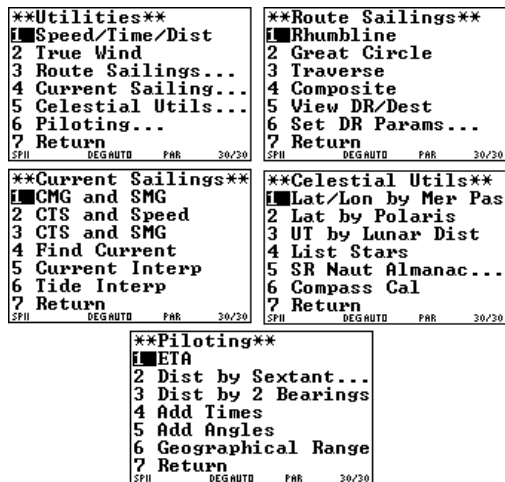 **Utilities**
1 Speed/Time/Dist
2 True Wind
3 Route Sailings...
4 Current Sailing...
5 Celestial Utils...
6 Piloting...
7 Return
SPII DEGAUTO PAR 30/30
**Route Sailings**
1 Rhumbline
2 Great Circle
3 Traverse
4 Composite
5 View DR/Dest
6 Set DR Params...
7 Return
SPII DEGAUTO PAR 30/30
**Current Sailings**
1 CMG and SMG
2 CTS and Speed
3 CTS and SMG
4 Find Current
5 Current Interp
6 Tide Interp
7 Return
SPII DEGAUTO PAR 30/30
**Celestial Utils**
1 Lat/Lon by Mer Pas
2 Lat by Polaris
3 UT by Lunar Dist
4 List Stars
5 SR Naut Almanac...
6 Compass Cal
7 Return
SPII DEGAUTO PAR 30/30
**Piloting**
1 ETA
2 Dist by Sextant...
3 Dist by 2 Bearings
4 Add Times
5 Add Angles
6 Geographical Range
7 Return
SPII DEGAUTO PAR 30/30